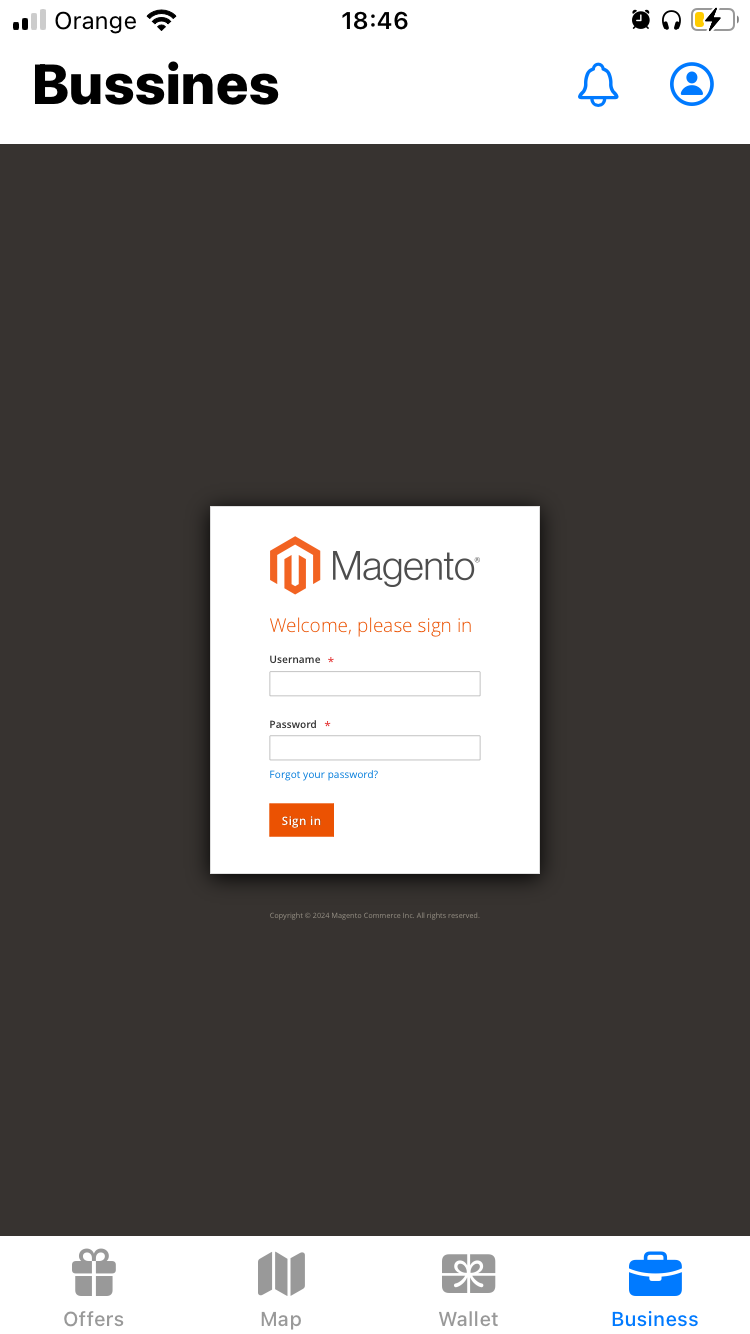 Orange 18:46
Bussines
Magento®
Welcome, please sign in
Username *
Password *
Forgot your password?
Sign in
Copyright © 2024 Magento Commerce Inc. All rights reserved.
Offers Map Wallet Business